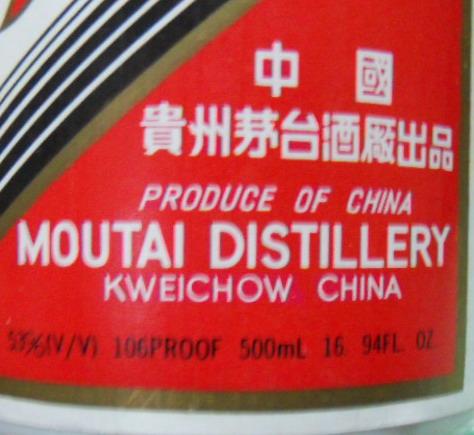 中國
貴州茅台酒厰出品
PRODUCE OF CHINA
MOUTAI DISTILLERY
KWEICHOW CHINA
53%(V/V) 106PROOF 500mL 16 94FL. OZ